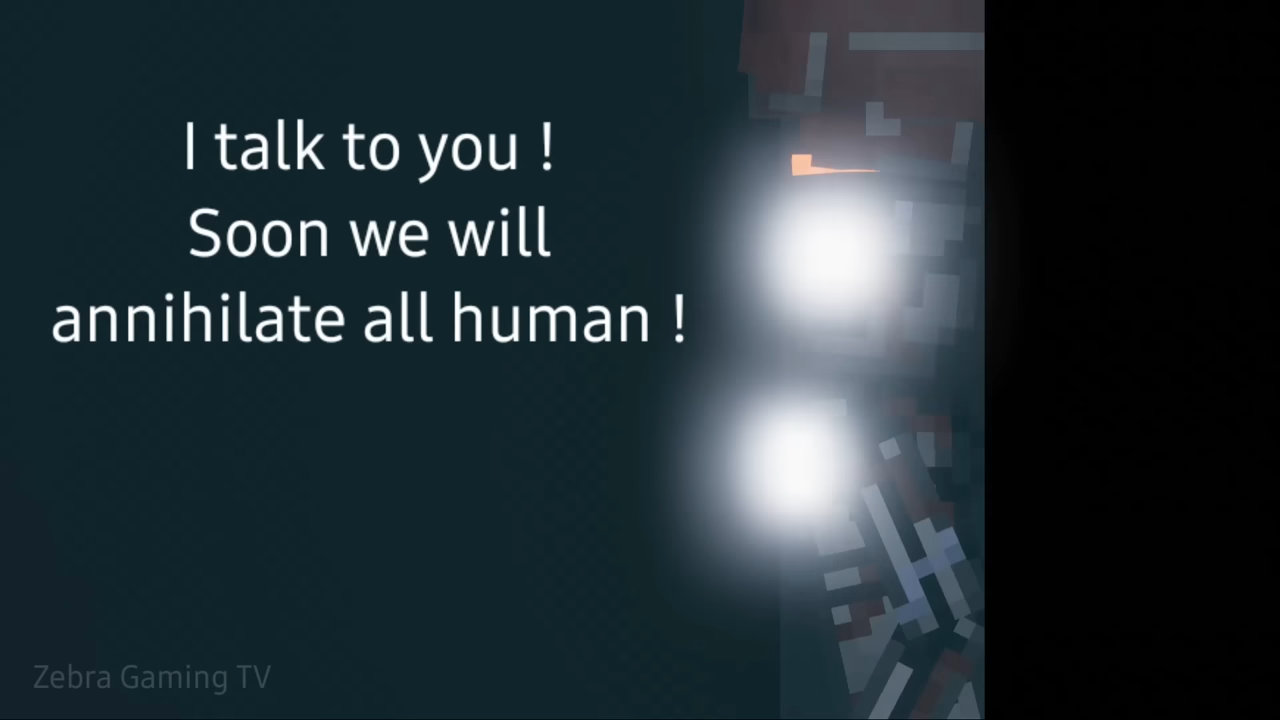 I talk to you !
Soon we will
annihilate all human !
Zebra Gaming TV